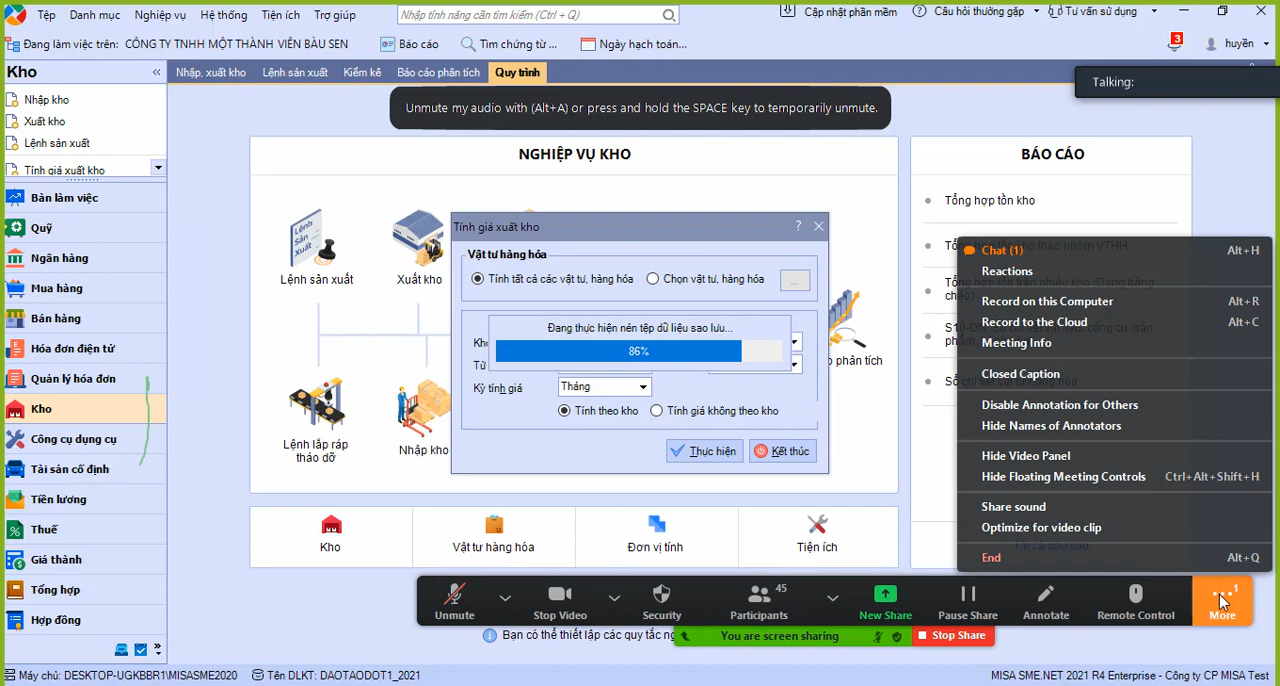 Tệp Danh mục Nghiệp vụ Hệ thống Tiện ích Trợ giúp
Nhập tính năng cần tìm kiếm (Ctrl + Q)
Cập nhật phần mềm
Câu hỏi thường gặp
Tư vấn sử dụng
Đang làm việc trên: CÔNG TY TNHH MỘT THÀNH VIÊN BÀU SEN
Báo cáo
Tìm chứng từ ...
Ngày hạch toán...
3
huyền
Kho
Nhập, xuất kho Lệnh sản xuất Kiểm kê Báo cáo phân tích Quy trình
Talking:
Nhập kho
Xuất kho
Lệnh sản xuất
Tính giá xuất kho
Unmute my audio with (Alt+A) or press and hold the SPACE key to temporarily unmute.
Bàn làm việc
Quỹ
Ngân hàng
Mua hàng
Bán hàng
Hóa đơn điện tử
Quản lý hóa đơn
Kho
Công cụ dụng cụ
Tài sản cố định
Tiền lương
Thuế
Giá thành
Tổng hợp
Hợp đồng
NGHIỆP VỤ KHO
Lệnh sản xuất
Xuất kho
Lệnh lắp ráp
tháo dỡ
Nhập kho
Tính giá xuất kho
?
Vật tư hàng hóa
Tính tất cả các vật tư, hàng hóa
Chọn vật tư, hàng hóa
...
Đang thực hiện nén tệp dữ liệu sao lưu...
86%
Từ
Kỳ tính giá
Tháng
Tính theo kho
Tính giá không theo kho
Thực hiện
Kết thúc
phân tích
Kho
Vật tư hàng hóa
Đơn vị tính
Tiện ích
BÁO CÁO
Tổng hợp tồn kho
Chat (1) Alt+H
Reactions
Record on this Computer Alt+R
Record to the Cloud Alt+C
Meeting Info
Closed Caption
Disable Annotation for Others
Hide Names of Annotators
Hide Video Panel
Hide Floating Meeting Controls Ctrl+Alt+Shift+H
Share sound
Optimize for video clip
End Alt+Q
Unmute
Stop Video
Security
Participants
45
New Share
Pause Share
Annotate
Remote Control
More
1
Bạn có thể thiết lập các quy tắc
You are screen sharing
Stop Share
Máy chủ: DESKTOP-UGKBBR1\MISASME2020
Tên DLKT: DAOTAODOT1_2021
MISA SME.NET 2021 R4 Enterprise - Công ty CP MISA Test